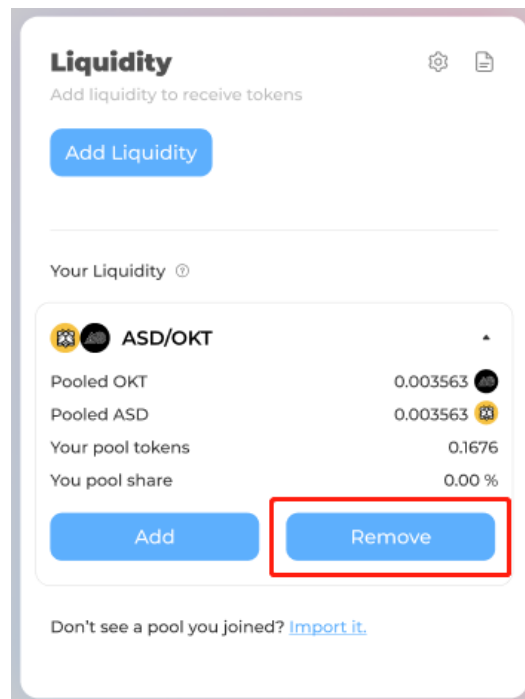 Liquidity
Add liquidity to receive tokens
Add Liquidity
Your Liquidity ?
ASD/OKT
Pooled OKT 0.003563
Pooled ASD 0.003563
Your pool tokens 0.1676
You pool share 0.00 %
Add Remove
Don't see a pool you joined? Import it.